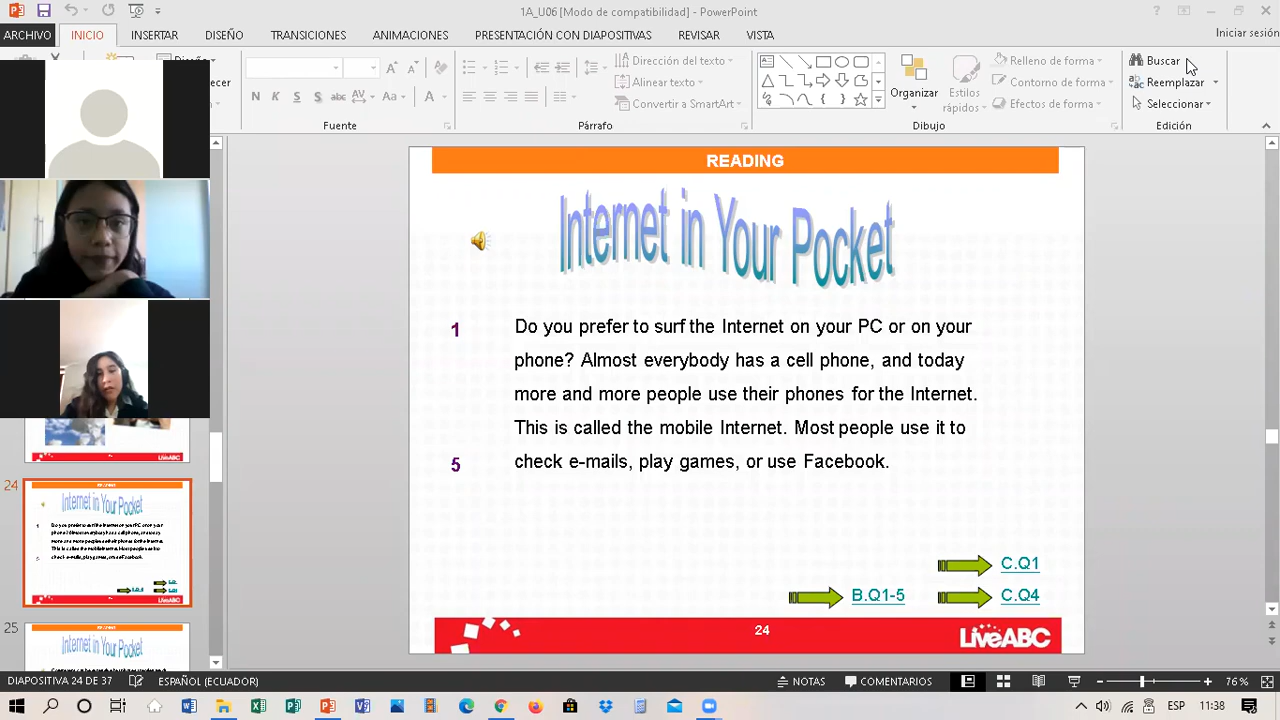 1A_U06 [Modo de compatibilidad] - PowerPoint
ARCHIVO INICIO INSERTAR DISEÑO TRANSICIONES ANIMACIONES PRESENTACIÓN CON DIAPOSITIVAS REVISAR VISTA Iniciar sesión
Dirección del texto
Alinear texto
Convertir a SmartArt
Organizar
Estilos
rápidos
Relleno de forma
Contorno de forma
Efectos de forma
Buscar
Reemplazar
Seleccionar
Fuente Párrafo Dibujo Edición
READING
Internet in Your Pocket
1 Do you prefer to surf the Internet on your PC or on your
phone? Almost everybody has a cell phone, and today
more and more people use their phones for the Internet.
This is called the mobile Internet. Most people use it to
5 check e-mails, play games, or use Facebook.
C.Q1
B.Q1-5 C.Q4
24
LiveABC
24
Internet in Your Pocket
25
Internet in Your Pocket
DIAPOSITIVA 24 DE 37 ESPAÑOL (ECUADOR) NOTAS COMENTARIOS 76 %
ESP 11:38